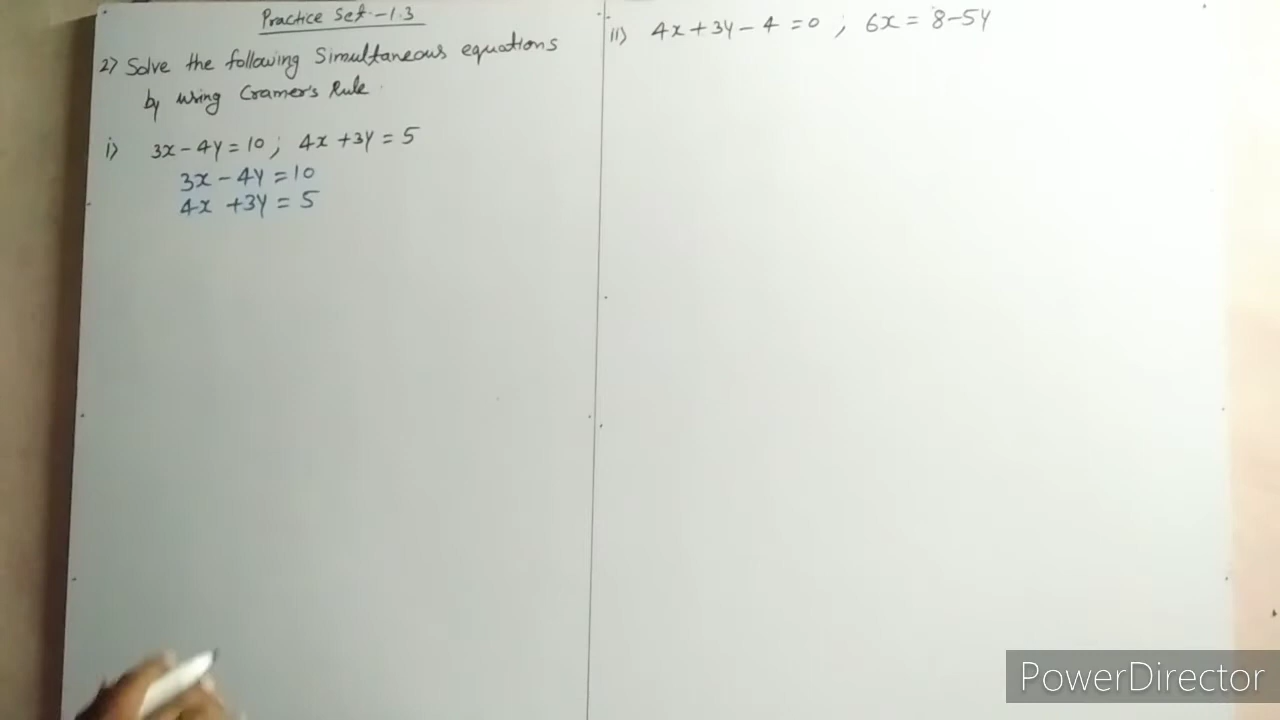 Practice Set-1.3
2) Solve the following Simultaneous equations
by using Cramer's Rule.
i) 3x - 4y = 10 ; 4x + 3y = 5
3x - 4y = 10
4x + 3y = 5
ii) 4x + 3y - 4 = 0 ; 6x = 8 - 5y
PowerDirector